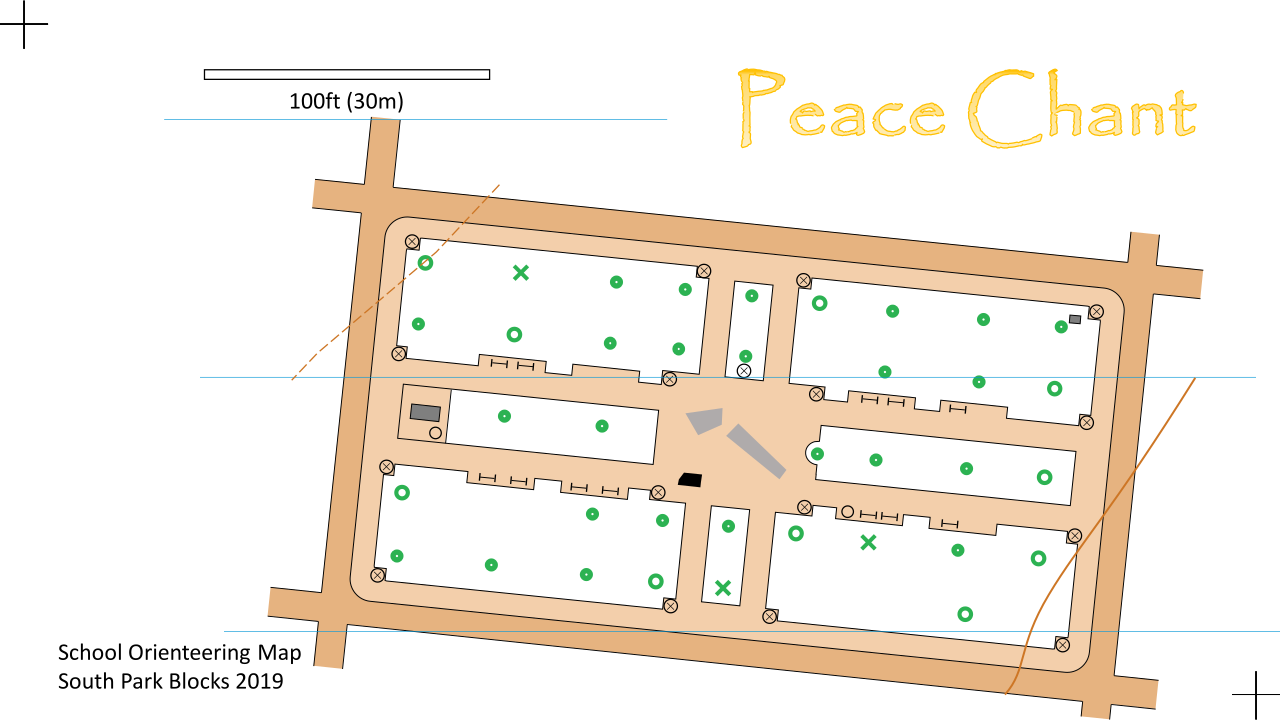 Peace Chant
100ft (30m)
School Orienteering Map
South Park Blocks 2019